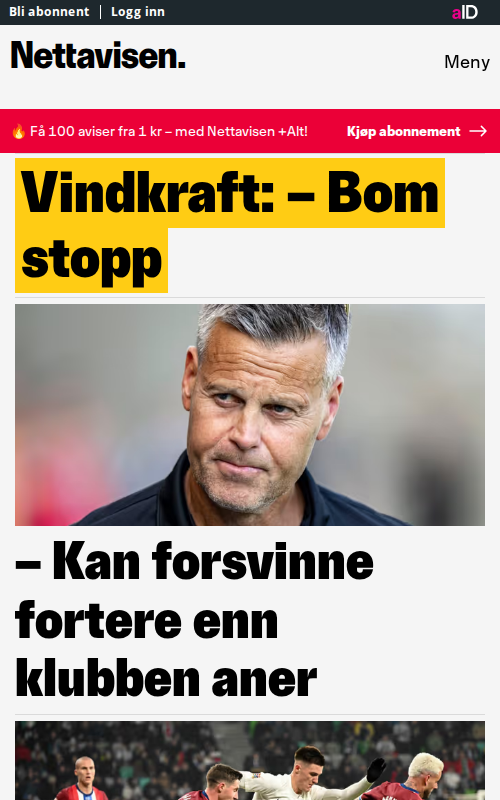 Bli abonnent | Logg inn
aID
Nettavisen.
Meny
🔥 Få 100 aviser fra 1 kr – med Nettavisen +Alt!
Kjøp abonnement →
Vindkraft: – Bom
stopp
– Kan forsvinne
fortere enn
klubben aner